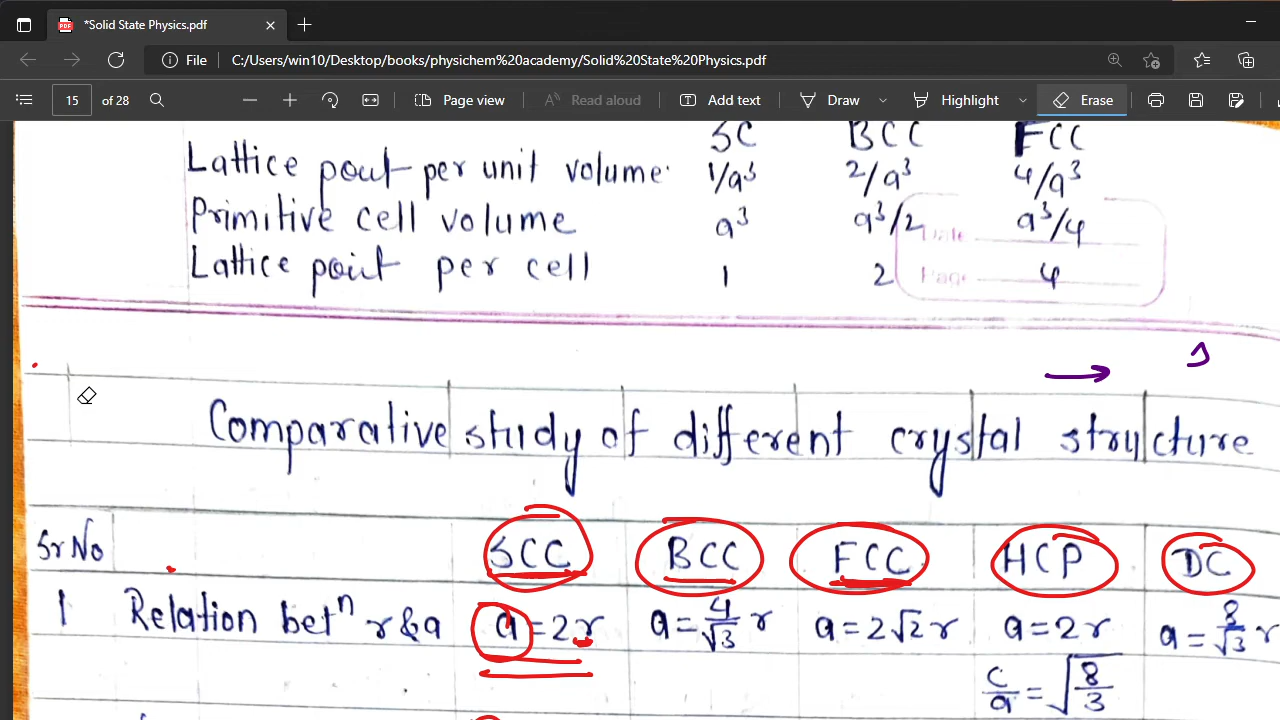 *Solid State Physics.pdf
File C:/Users/win10/Desktop/books/physichem%20academy/Solid%20State%20Physics.pdf
15 of 28 Page view Read aloud Add text Draw Highlight Erase
SC BCC FCC
Lattice pout per unit volume. 1/a³ 2/a³ 4/a³
Primitive cell volume a³ a³/2 a³/4
Date
Lattice point per cell 1 2 4
Page
Comparative study of different crystal structure
Sr No SCC BCC FCC HCP DC
1 Relation betⁿ r & a a = 2r a = 4/√3 r a = 2√2 r a = 2r a = 8/√3 r
c/a = √8/3